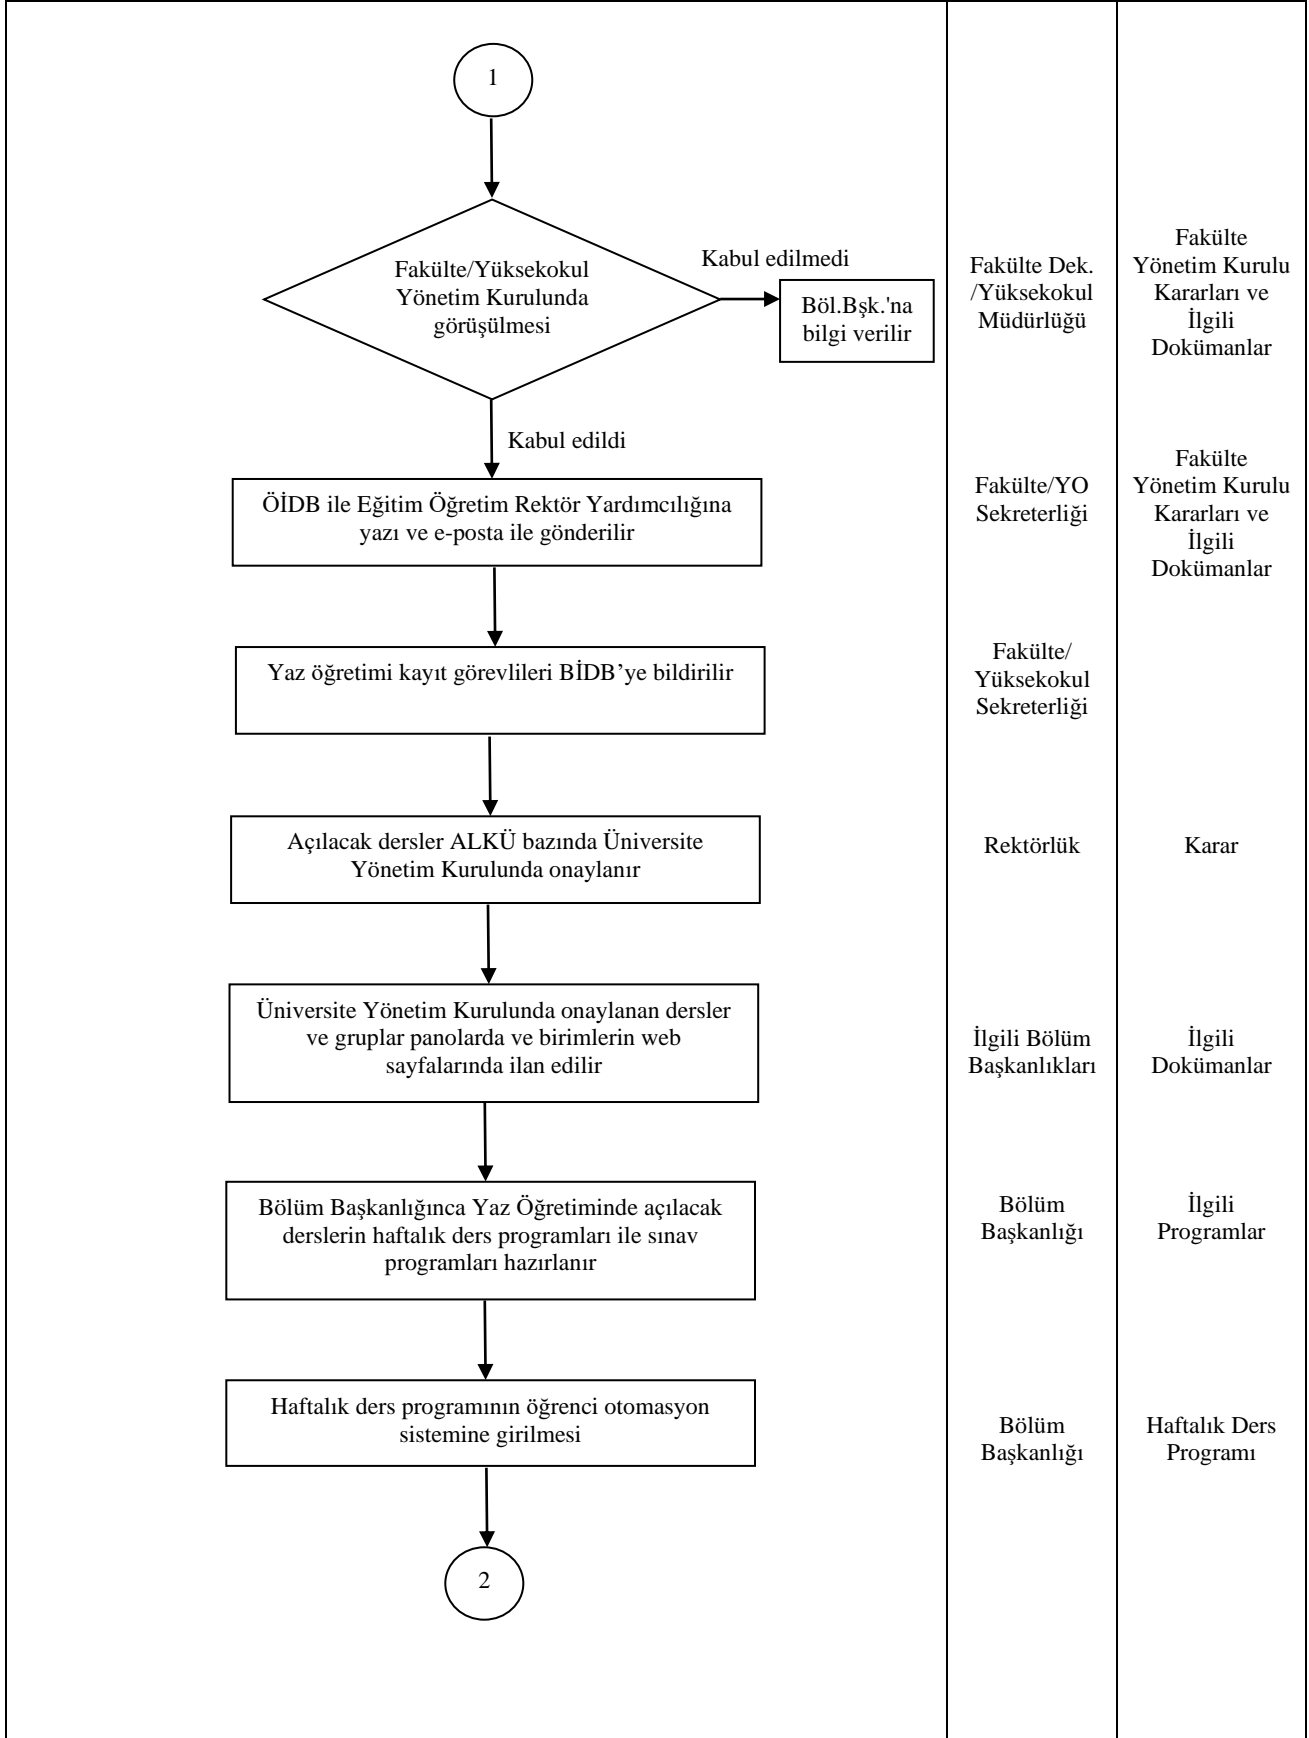 1
Fakülte/Yüksekokul
Yönetim Kurulunda
görüşülmesi
Kabul edilmedi
Böl.Bşk.'na
bilgi verilir
Fakülte Dek.
/Yüksekokul
Müdürlüğü
Fakülte
Yönetim Kurulu
Kararları ve
İlgili
Dokümanlar
Kabul edildi
ÖİDB ile Eğitim Öğretim Rektör Yardımcılığına
yazı ve e-posta ile gönderilir
Fakülte/YO
Sekreterliği
Fakülte
Yönetim Kurulu
Kararları ve
İlgili
Dokümanlar
Yaz öğretimi kayıt görevlileri BİDB’ye bildirilir
Fakülte/
Yüksekokul
Sekreterliği
Açılacak dersler ALKÜ bazında Üniversite
Yönetim Kurulunda onaylanır
Rektörlük
Karar
Üniversite Yönetim Kurulunda onaylanan dersler
ve gruplar panolarda ve birimlerin web
sayfalarında ilan edilir
İlgili Bölüm
Başkanlıkları
İlgili
Dokümanlar
Bölüm Başkanlığınca Yaz Öğretiminde açılacak
derslerin haftalık ders programları ile sınav
programları hazırlanır
Bölüm
Başkanlığı
İlgili
Programlar
Haftalık ders programının öğrenci otomasyon
sistemine girilmesi
Bölüm
Başkanlığı
Haftalık Ders
Programı
2